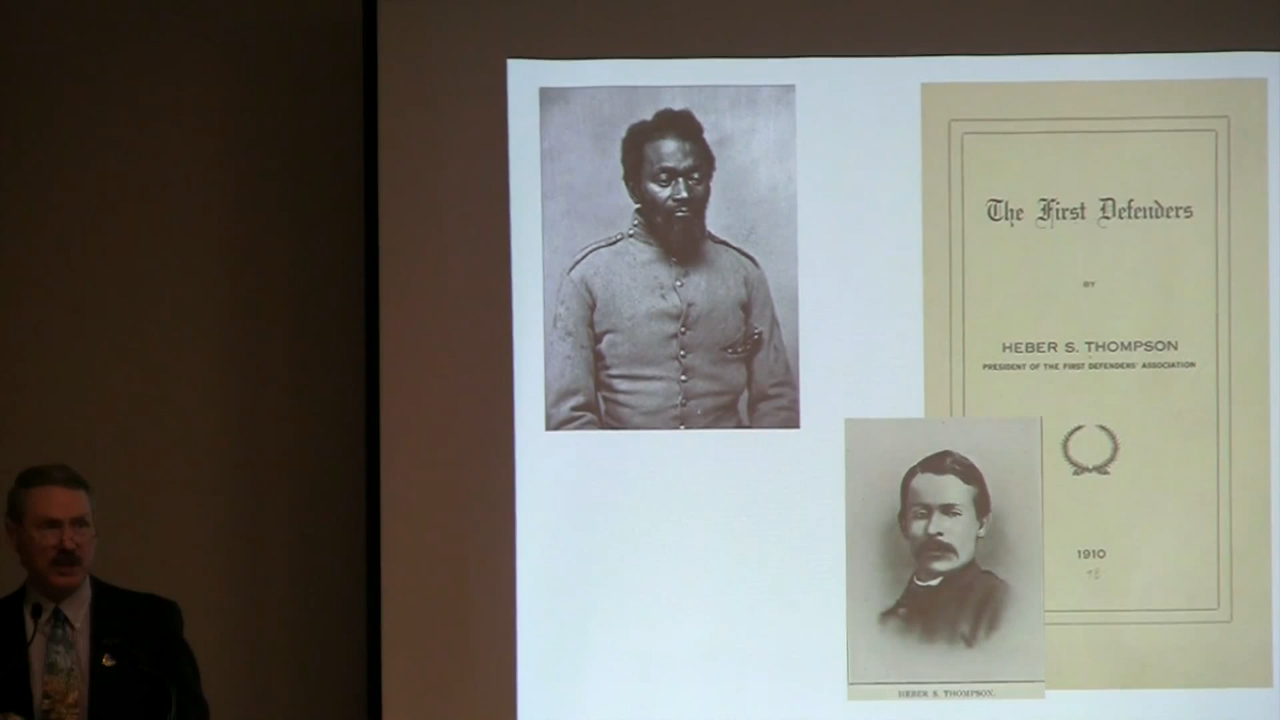 The First Defenders
BY
HEBER S. THOMPSON
PRESIDENT OF THE FIRST DEFENDERS' ASSOCIATION
1910
HEBER S. THOMPSON.